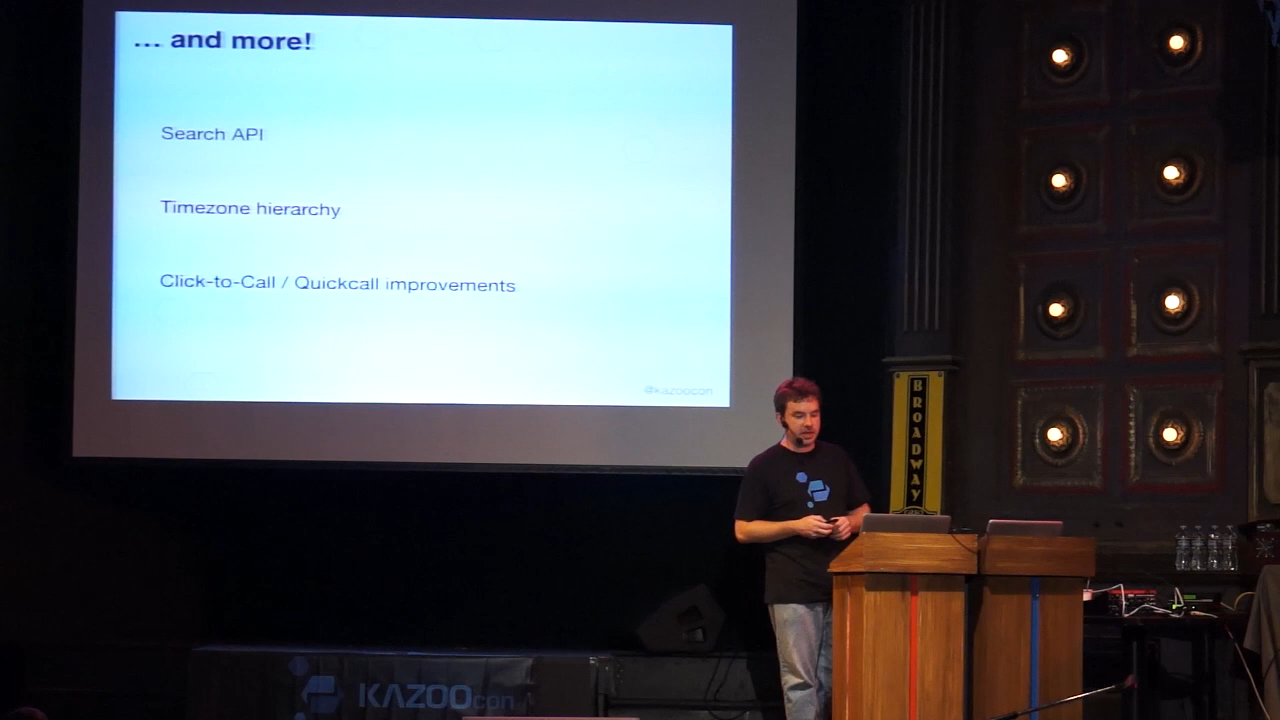 ... and more!
Search API
Timezone hierarchy
Click-to-Call / Quickcall improvements
@kazoocon
BROADWAY
KAZOOcon